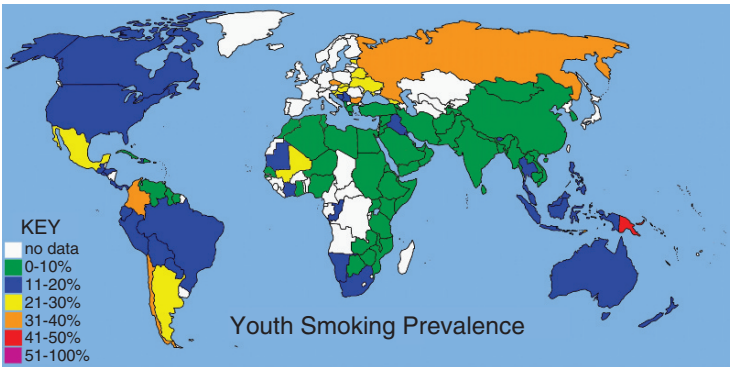 KEY
no data
0-10%
11-20%
21-30%
31-40%
41-50%
51-100%
Youth Smoking Prevalence